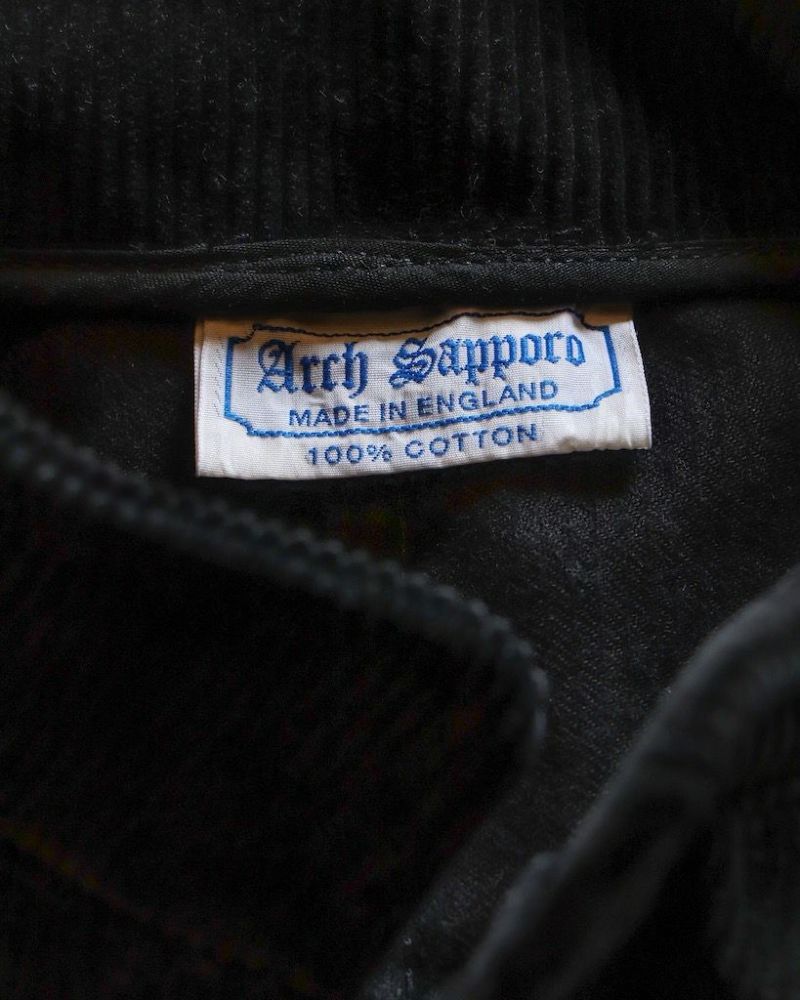 Arch Sapporo
MADE IN ENGLAND
100% COTTON